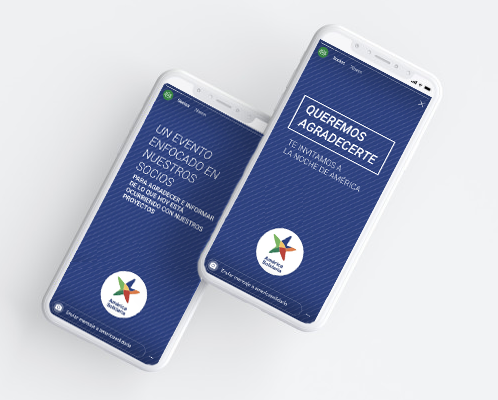 UN EVENTO
ENFOCADO EN
NUESTROS
SOCIOS
PARA AGRADECER E INFORMAR
DE LO QUE HOY ESTÁ
OCURRIENDO CON NUESTROS
PROYECTOS
América
Solidaria
Enviar mensaje a americasolidaria
QUEREMOS
AGRADECERTE
TE INVITAMOS A
LA NOCHE DE AMÉRICA
América
Solidaria
Enviar mensaje a americasolidaria